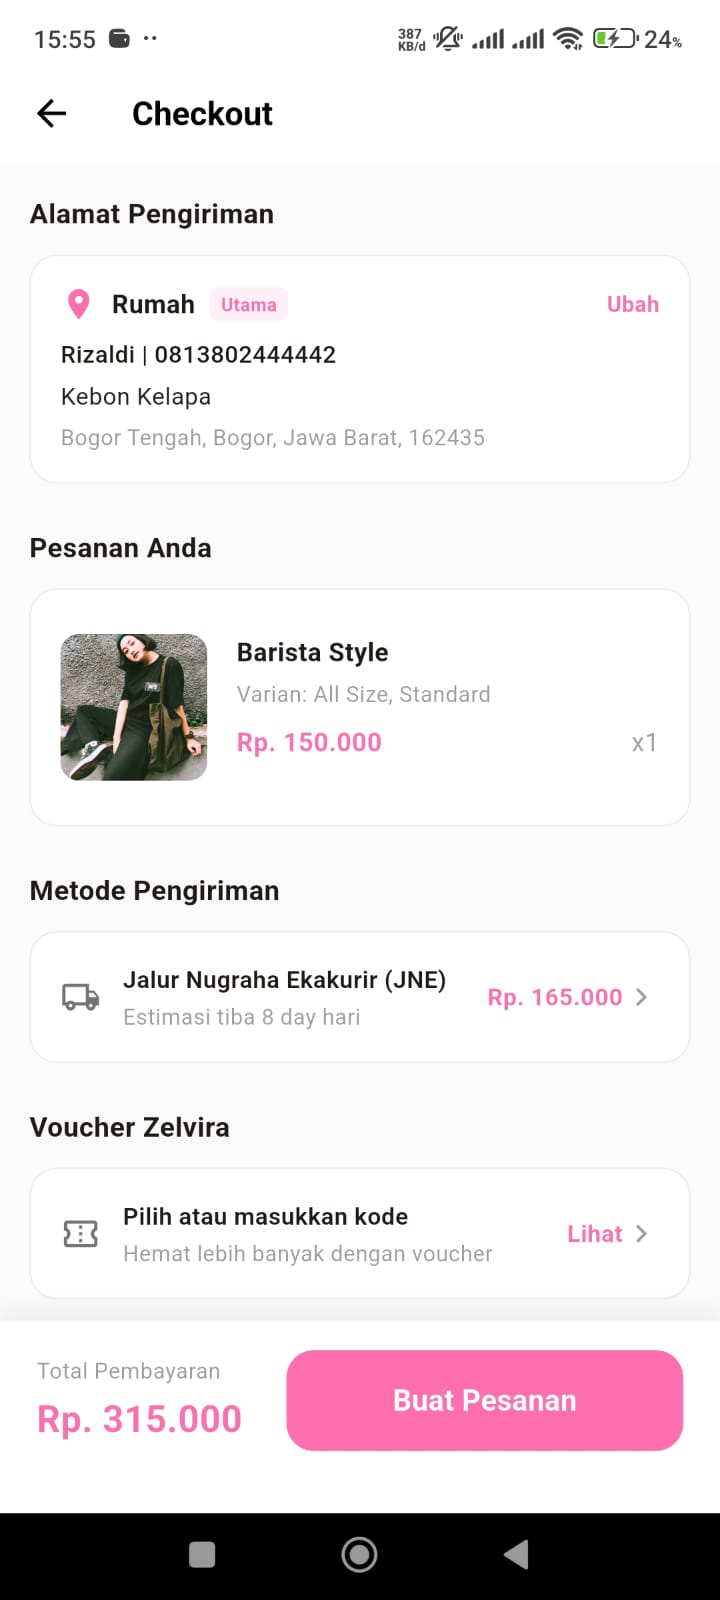 15:55
387 KB/d
24%
Checkout
Alamat Pengiriman
Rumah Utama Ubah
Rizaldi | 0813802444442
Kebon Kelapa
Bogor Tengah, Bogor, Jawa Barat, 162435
Pesanan Anda
Barista Style
Varian: All Size, Standard
Rp. 150.000 x1
Metode Pengiriman
Jalur Nugraha Ekakurir (JNE)
Rp. 165.000
Estimasi tiba 8 day hari
Voucher Zelvira
Pilih atau masukkan kode
Lihat
Hemat lebih banyak dengan voucher
Total Pembayaran
Rp. 315.000
Buat Pesanan